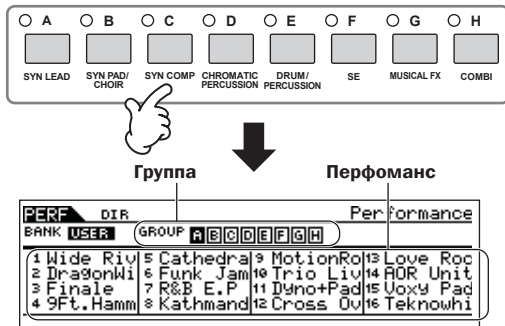 A B C D E F G H
SYN LEAD SYN PAD/ CHOIR SYN COMP CHROMATIC PERCUSSION DRUM / PERCUSSION SE MUSICAL FX COMBI
Группа Перфоманс
PERF DIR Performance
BANK USER GROUP A B C D E F G H
1 Wide Riv 5 Cathedra 9 MotionRo 13 Love Roc
2 DragonWi 6 Funk Jam 10 Trio Liv 14 AOR Unit
3 Finale 7 R&B E.P 11 Dyno+Pad 15 Voxy Pad
4 9Ft.Hamm 8 Kathmand 12 Cross Ov 16 Teknowhi